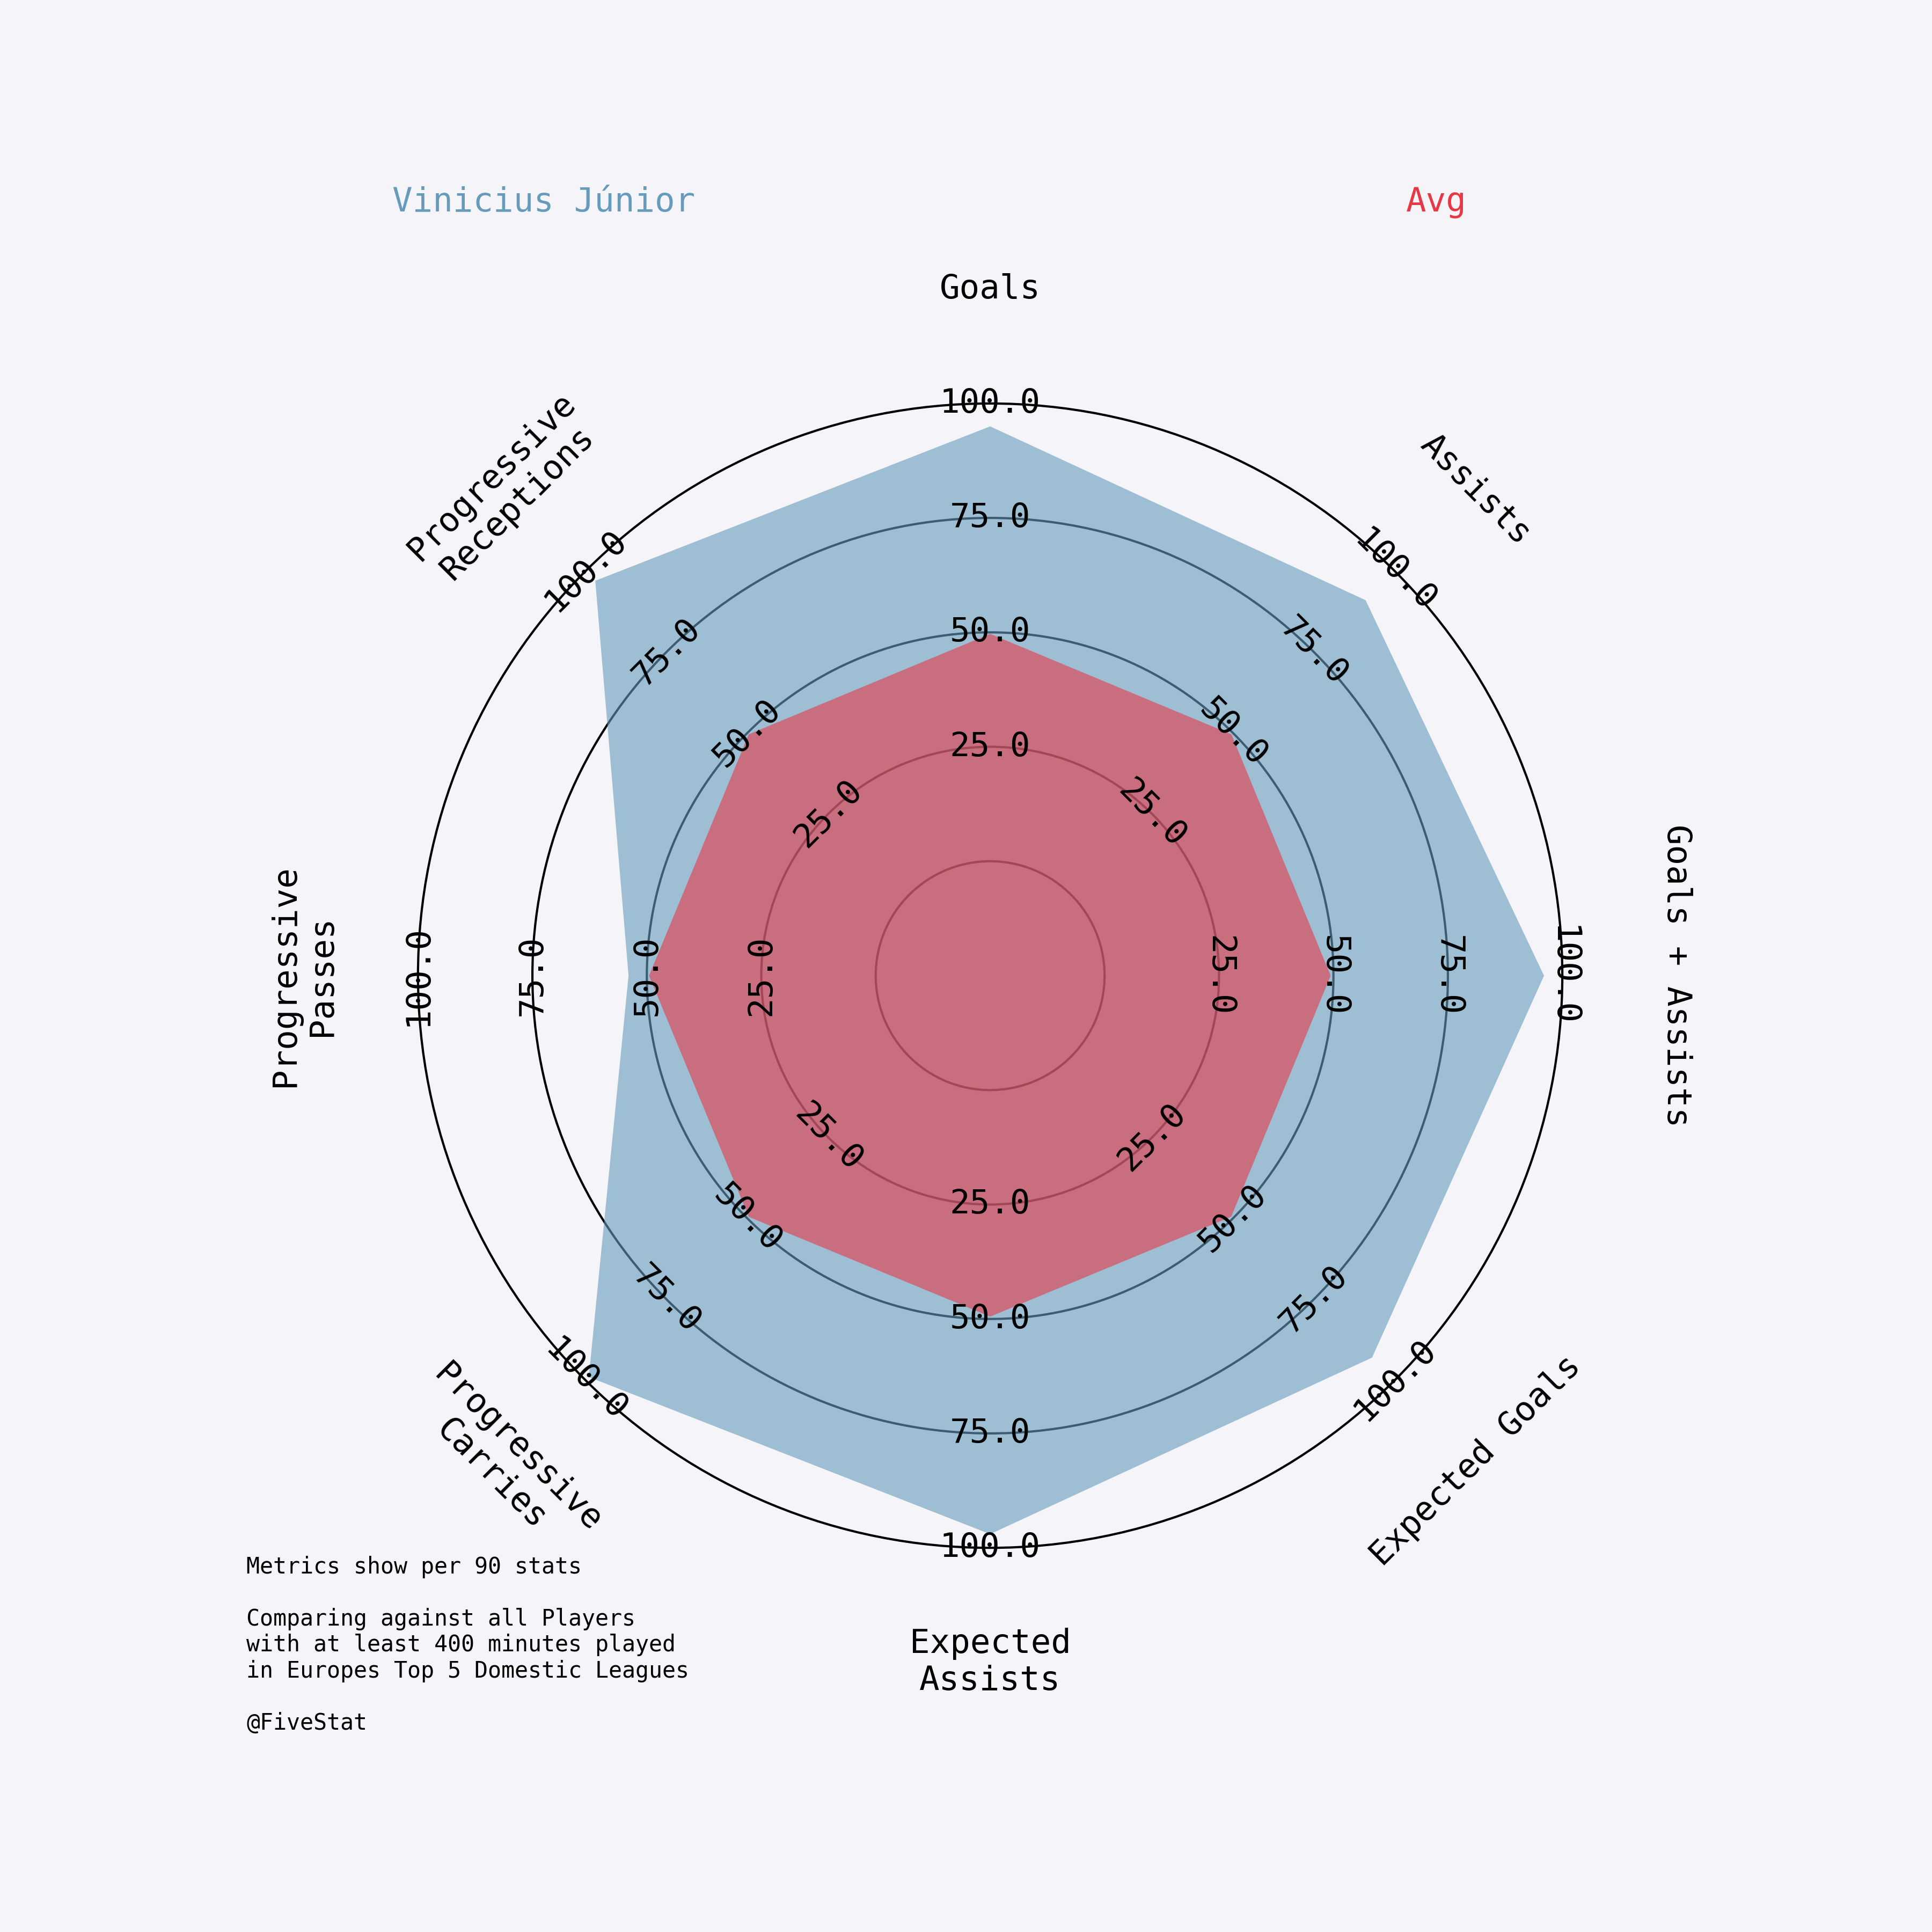 Vinicius Júnior
Avg
Goals
Assists
Goals + Assists
Expected Goals
Expected
Assists
Progressive
Carries
Progressive
Passes
Progressive
Receptions
25.0
50.0
75.0
100.0
25.0
50.0
75.0
100.0
25.0
50.0
75.0
100.0
25.0
50.0
75.0
100.0
25.0
50.0
75.0
100.0
25.0
50.0
75.0
100.0
25.0
50.0
75.0
100.0
25.0
50.0
75.0
100.0
Metrics show per 90 stats
Comparing against all Players
with at least 400 minutes played
in Europes Top 5 Domestic Leagues
@FiveStat